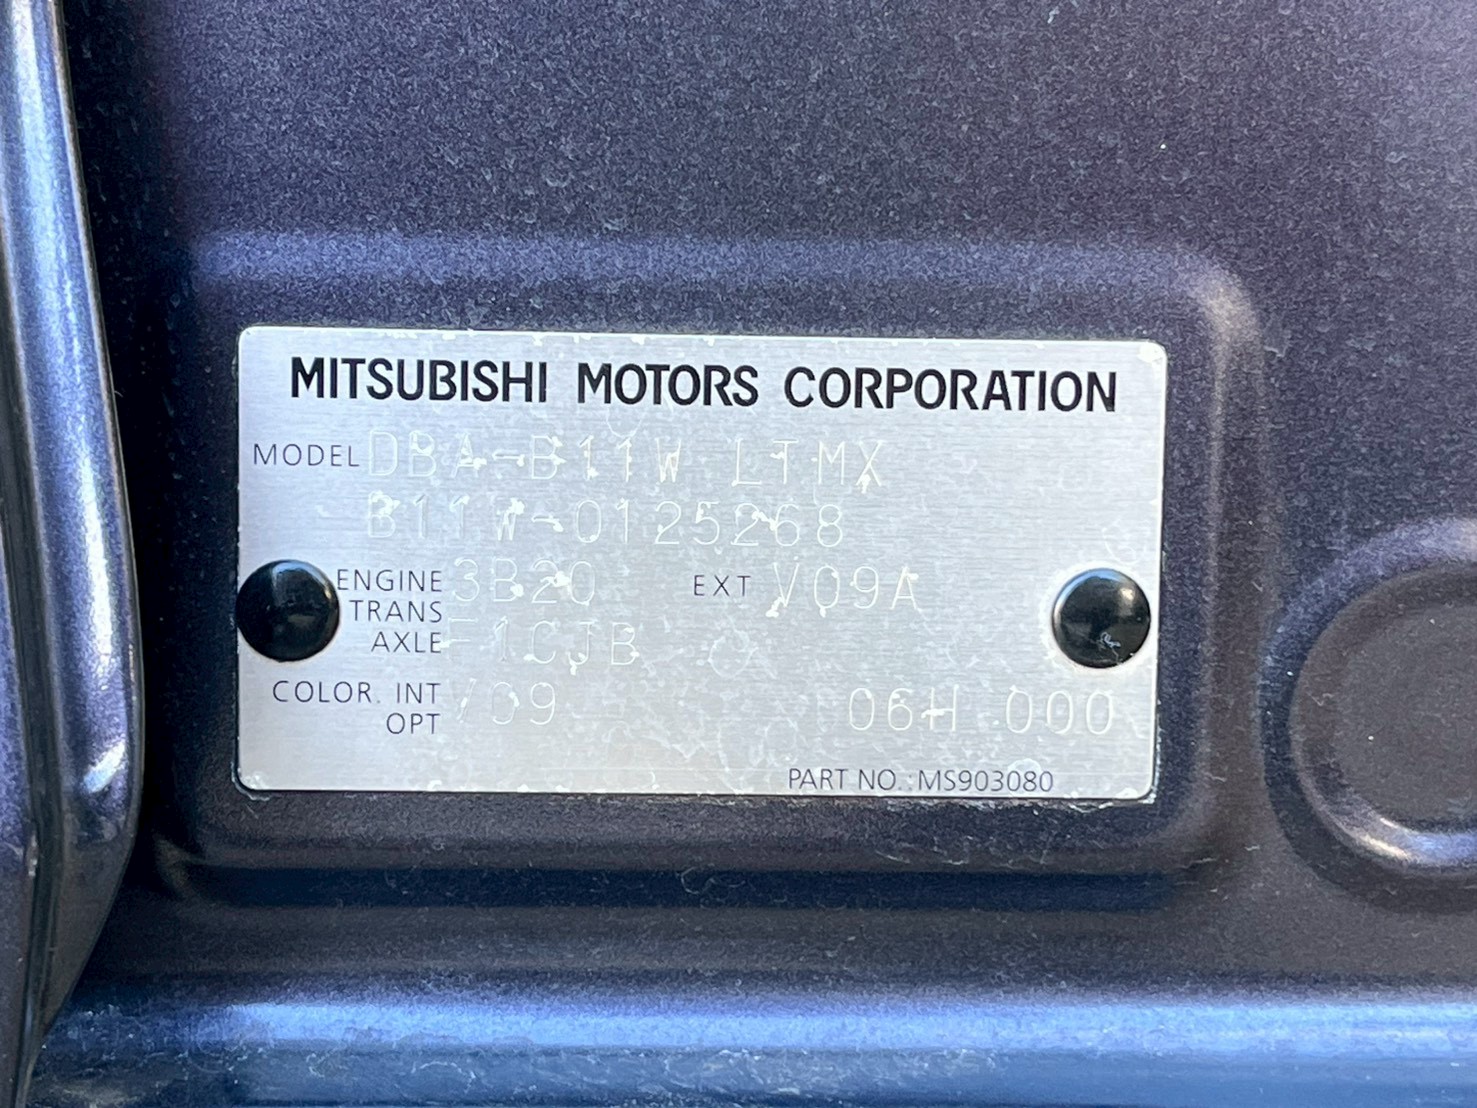 MITSUBISHI MOTORS CORPORATION
MODEL DBA-B11W LTMX
B11W-0125268
ENGINE 3B20 EXT V09A
TRANS
AXLE F1CJB
COLOR. INT V09 06H 000
OPT
PART NO.:MS903080